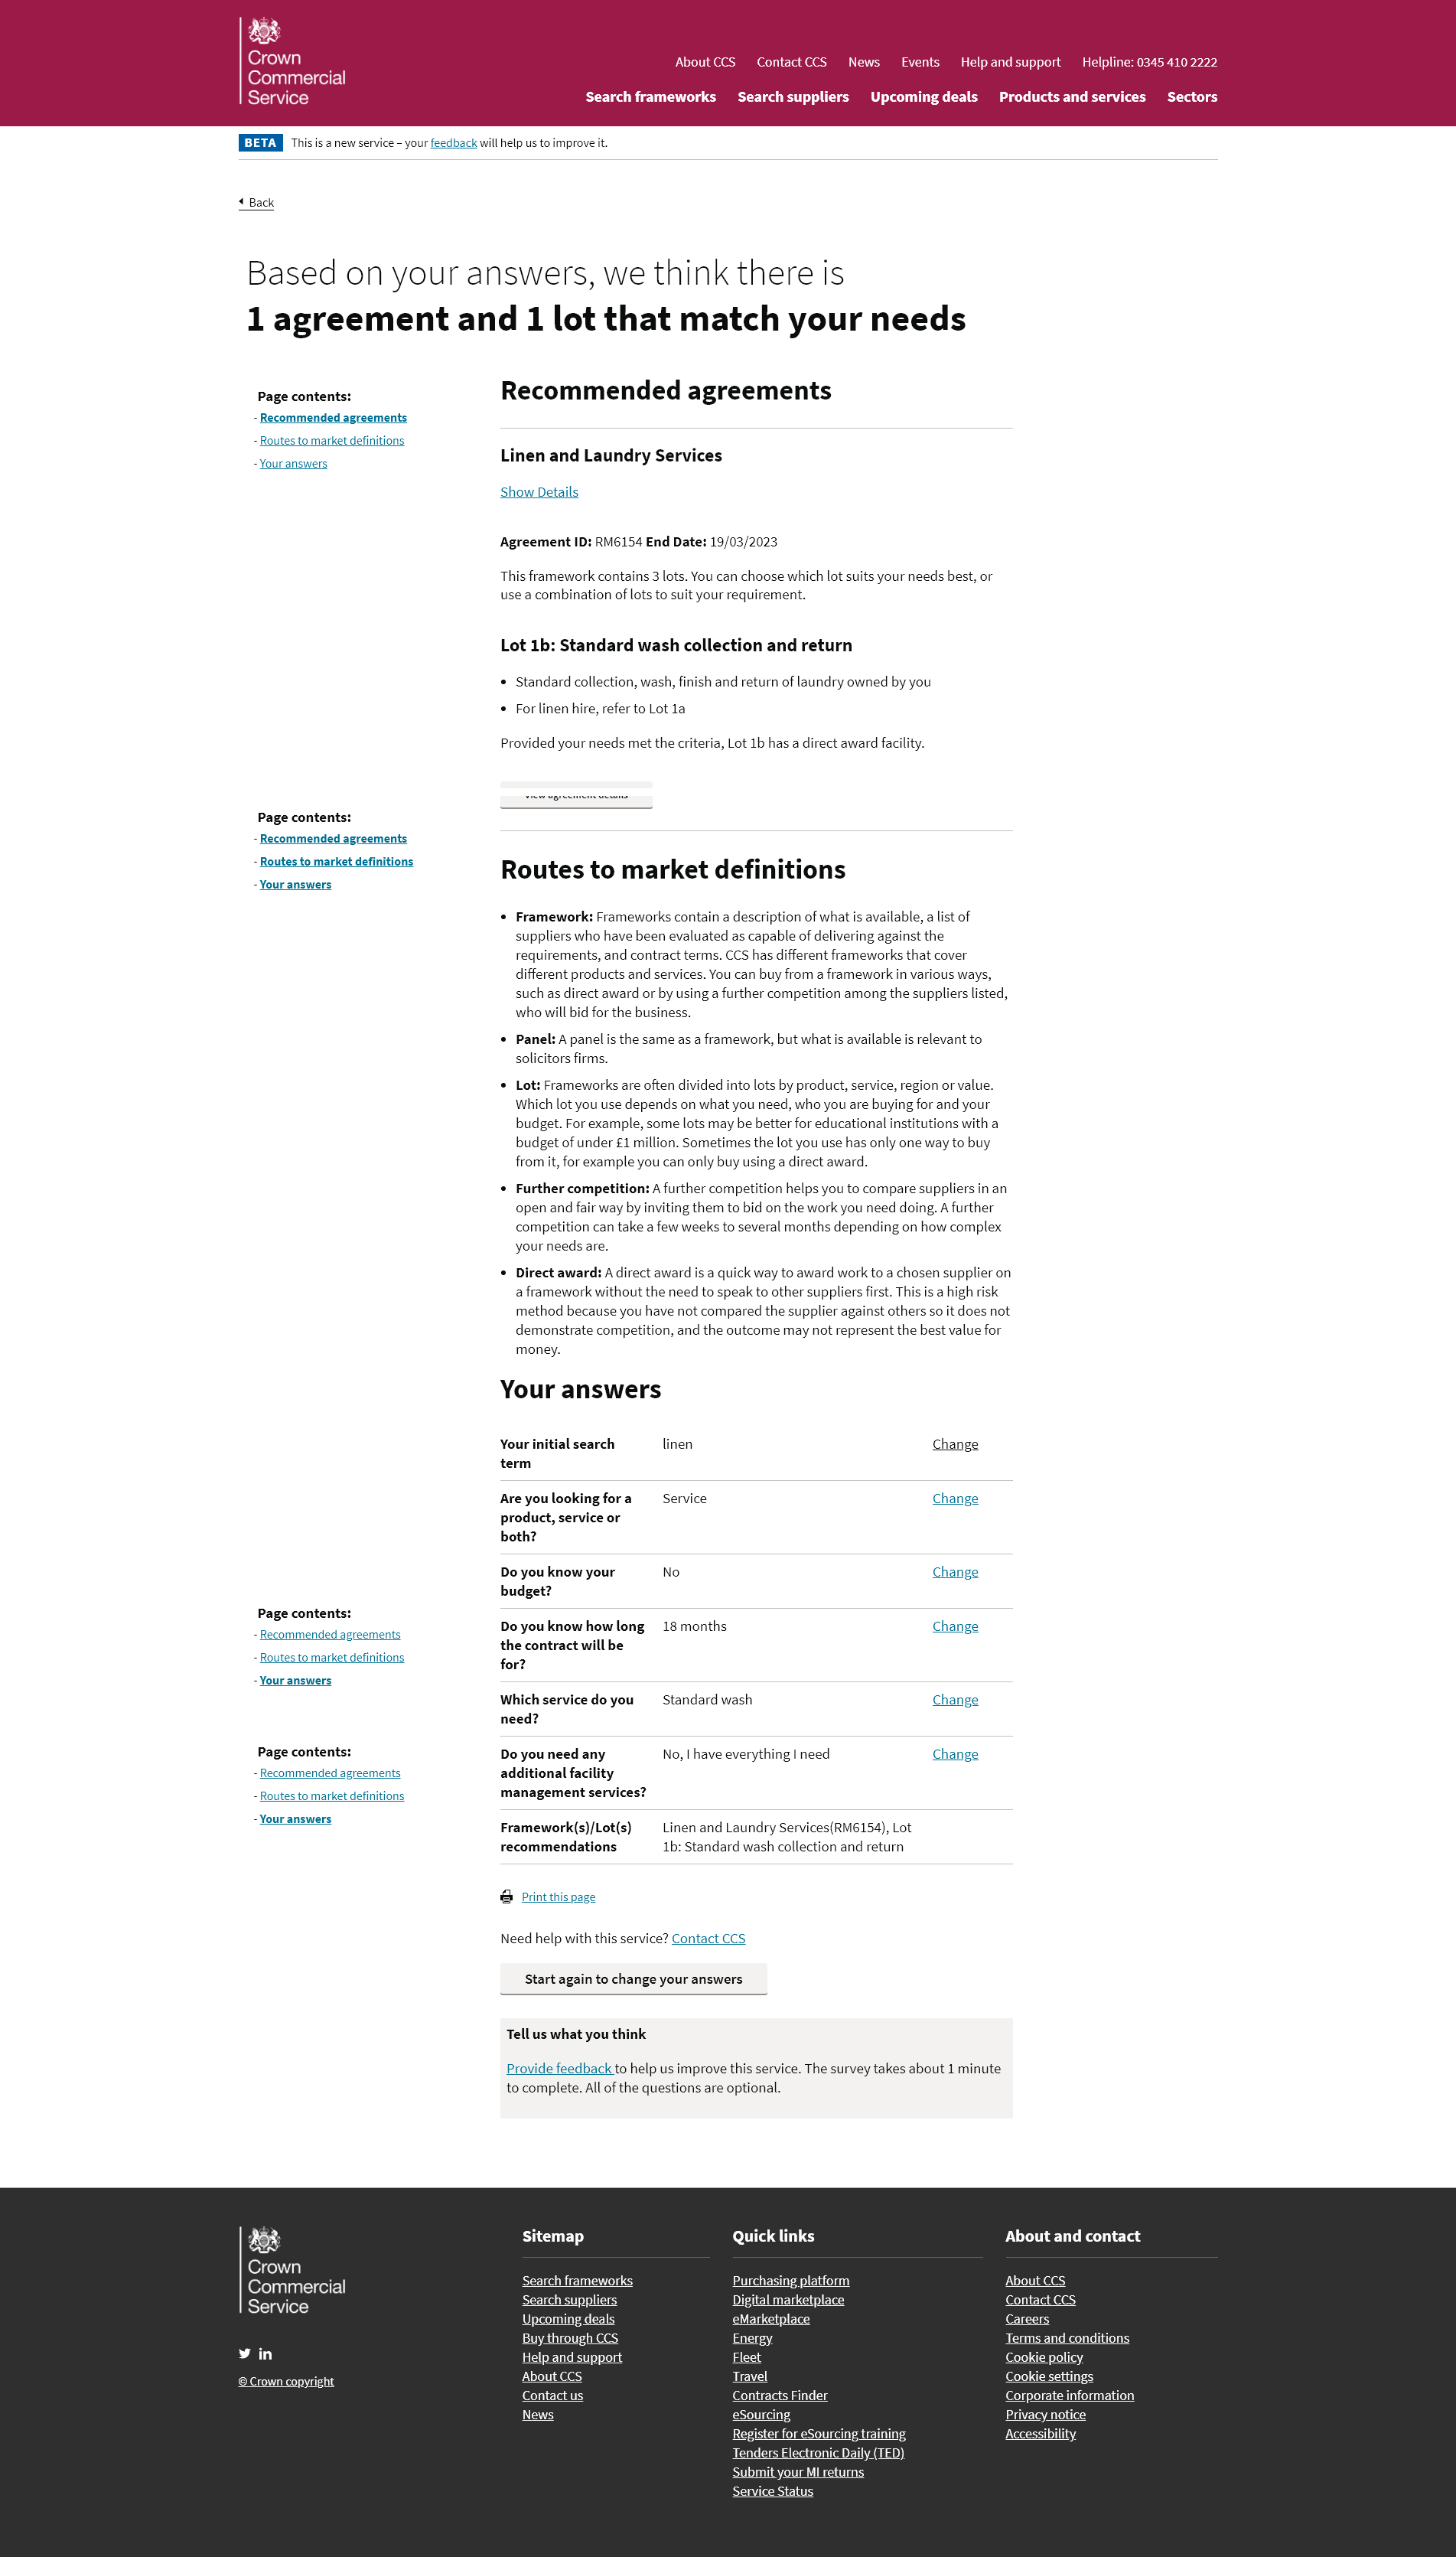 Crown
Commercial
Service
About CCS Contact CCS News Events Help and support Helpline: 0345 410 2222
Search frameworks Search suppliers Upcoming deals Products and services Sectors
BETA This is a new service – your feedback will help us to improve it.
Back
Based on your answers, we think there is
1 agreement and 1 lot that match your needs
Page contents:
- Recommended agreements
- Routes to market definitions
- Your answers
Recommended agreements
Linen and Laundry Services
Show Details
Agreement ID: RM6154 End Date: 19/03/2023
This framework contains 3 lots. You can choose which lot suits your needs best, or
use a combination of lots to suit your requirement.
Lot 1b: Standard wash collection and return
• Standard collection, wash, finish and return of laundry owned by you
• For linen hire, refer to Lot 1a
Provided your needs met the criteria, Lot 1b has a direct award facility.
View agreement details
Page contents:
- Recommended agreements
- Routes to market definitions
- Your answers
Routes to market definitions
• Framework: Frameworks contain a description of what is available, a list of
suppliers who have been evaluated as capable of delivering against the
requirements, and contract terms. CCS has different frameworks that cover
different products and services. You can buy from a framework in various ways,
such as direct award or by using a further competition among the suppliers listed,
who will bid for the business.
• Panel: A panel is the same as a framework, but what is available is relevant to
solicitors firms.
• Lot: Frameworks are often divided into lots by product, service, region or value.
Which lot you use depends on what you need, who you are buying for and your
budget. For example, some lots may be better for educational institutions with a
budget of under £1 million. Sometimes the lot you use has only one way to buy
from it, for example you can only buy using a direct award.
• Further competition: A further competition helps you to compare suppliers in an
open and fair way by inviting them to bid on the work you need doing. A further
competition can take a few weeks to several months depending on how complex
your needs are.
• Direct award: A direct award is a quick way to award work to a chosen supplier on
a framework without the need to speak to other suppliers first. This is a high risk
method because you have not compared the supplier against others so it does not
demonstrate competition, and the outcome may not represent the best value for
money.
Your answers
Your initial search linen Change
term
Are you looking for a Service Change
product, service or
both?
Do you know your No Change
budget?
Page contents:
- Recommended agreements
- Routes to market definitions
- Your answers
Do you know how long 18 months Change
the contract will be
for?
Which service do you Standard wash Change
need?
Page contents:
- Recommended agreements
- Routes to market definitions
- Your answers
Do you need any No, I have everything I need Change
additional facility
management services?
Framework(s)/Lot(s) Linen and Laundry Services(RM6154), Lot
recommendations 1b: Standard wash collection and return
Print this page
Need help with this service? Contact CCS
Start again to change your answers
Tell us what you think
Provide feedback to help us improve this service. The survey takes about 1 minute
to complete. All of the questions are optional.
Crown
Commercial
Service
© Crown copyright
Sitemap
Search frameworks
Search suppliers
Upcoming deals
Buy through CCS
Help and support
About CCS
Contact us
News
Quick links
Purchasing platform
Digital marketplace
eMarketplace
Energy
Fleet
Travel
Contracts Finder
eSourcing
Register for eSourcing training
Tenders Electronic Daily (TED)
Submit your MI returns
Service Status
About and contact
About CCS
Contact CCS
Careers
Terms and conditions
Cookie policy
Cookie settings
Corporate information
Privacy notice
Accessibility